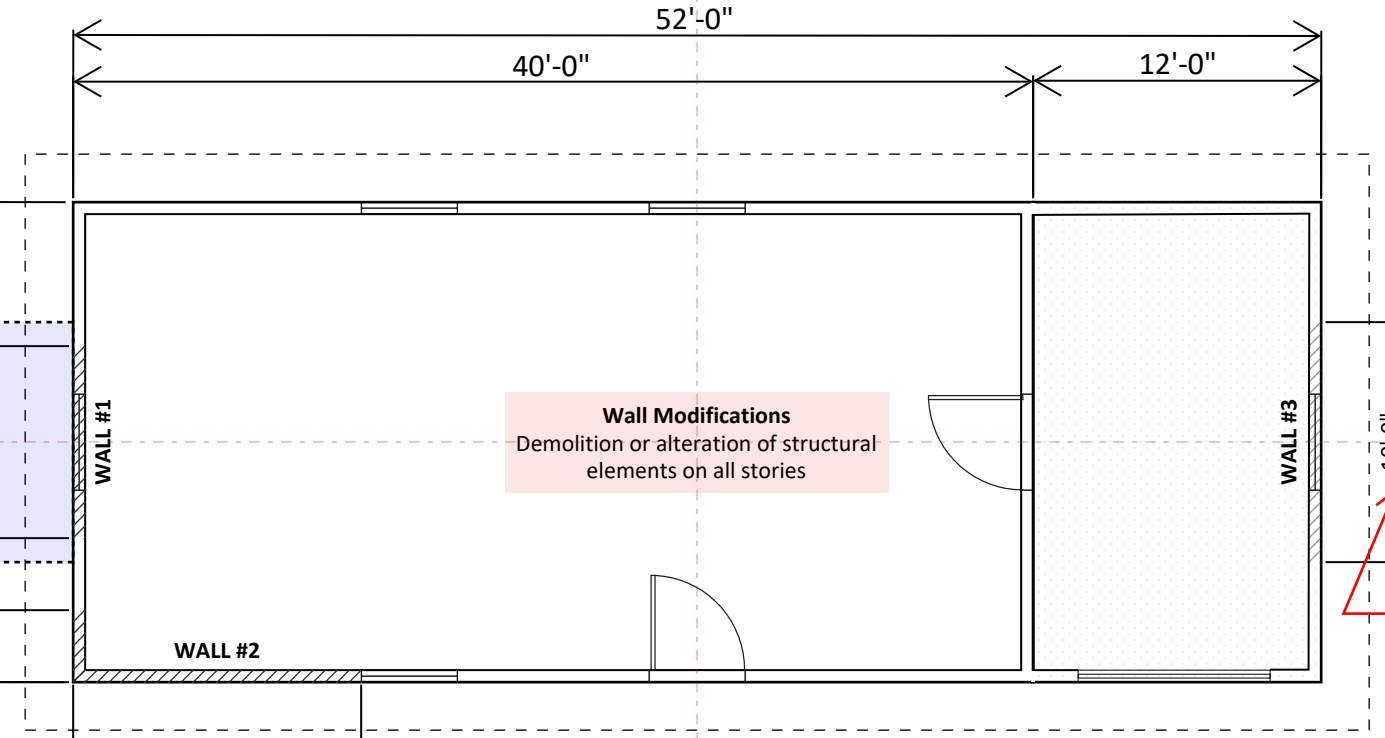 52'-0"
40'-0"
12'-0"
WALL #1
Wall Modifications
Demolition or alteration of structural
elements on all stories
WALL #3
WALL #2